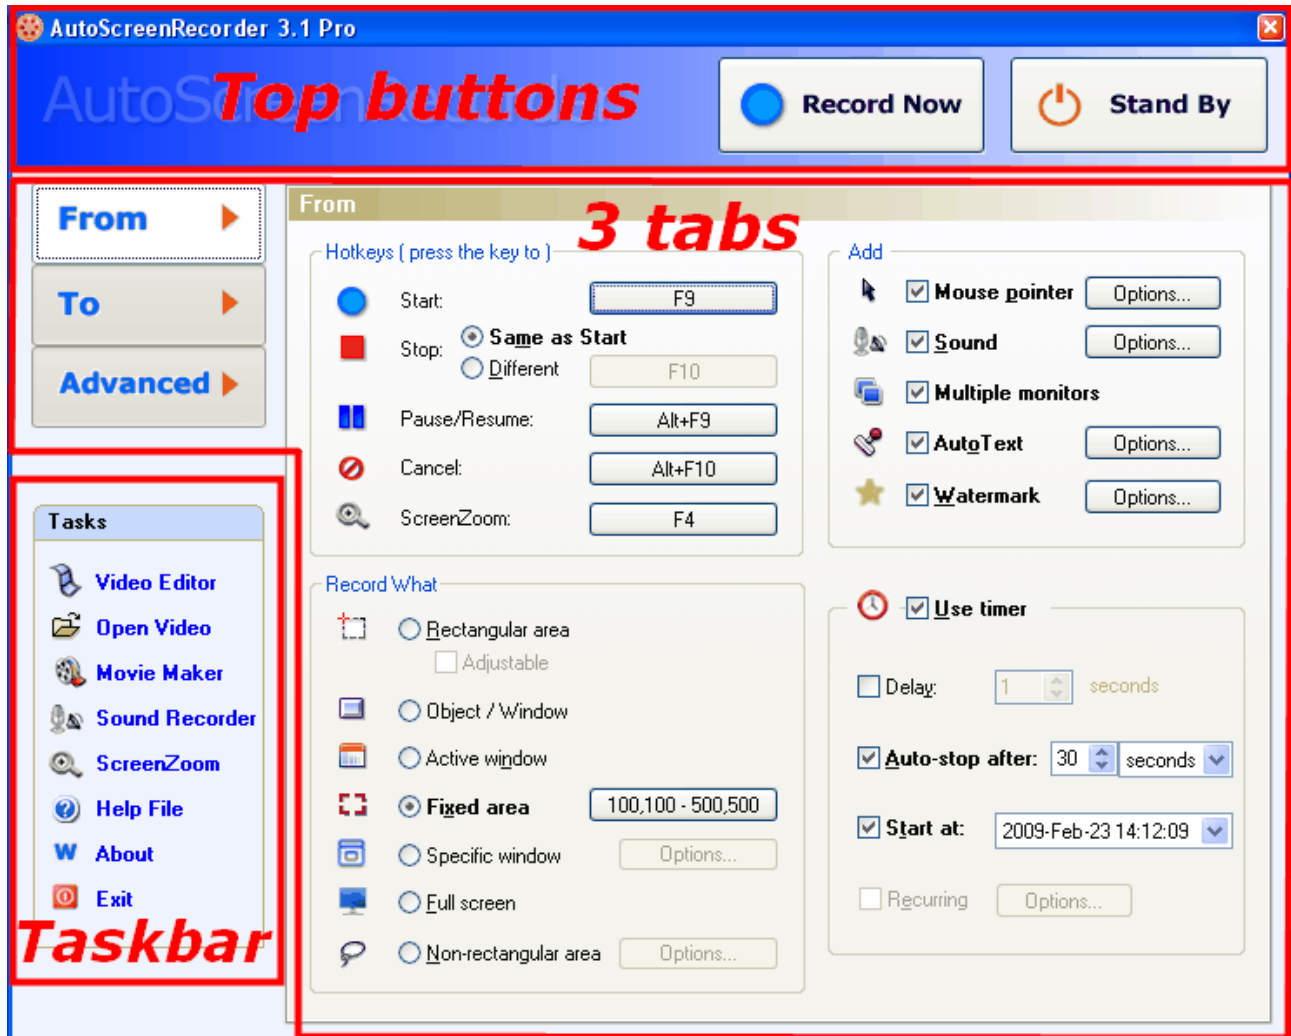 AutoScreenRecorder 3.1 Pro
AutoScreenRecorder
Top buttons
Record Now
Stand By
From
To
Advanced
From
3 tabs
Hotkeys ( press the key to )
Start: F9
Stop: Same as Start
Different F10
Pause/Resume: Alt+F9
Cancel: Alt+F10
ScreenZoom: F4
Add
Mouse pointer Options...
Sound Options...
Multiple monitors
AutoText Options...
Watermark Options...
Tasks
Video Editor
Open Video
Movie Maker
Sound Recorder
ScreenZoom
Help File
W About
Exit
Taskbar
Record What
Rectangular area
Adjustable
Object / Window
Active window
Fixed area 100,100 - 500,500
Specific window Options...
Full screen
Non-rectangular area Options...
Use timer
Delay: 1 seconds
Auto-stop after: 30 seconds
Start at: 2009-Feb-23 14:12:09
Recurring Options...